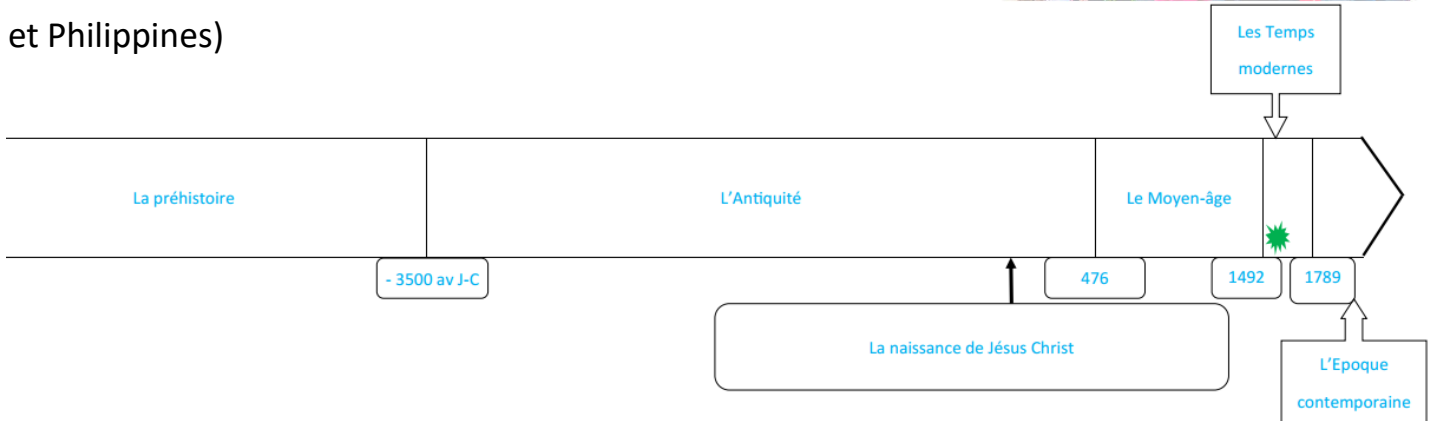 et Philippines)
Les Temps
modernes
La préhistoire
L'Antiquité
Le Moyen-âge
- 3500 av J-C
476
1492
1789
La naissance de Jésus Christ
L'Epoque
contemporaine